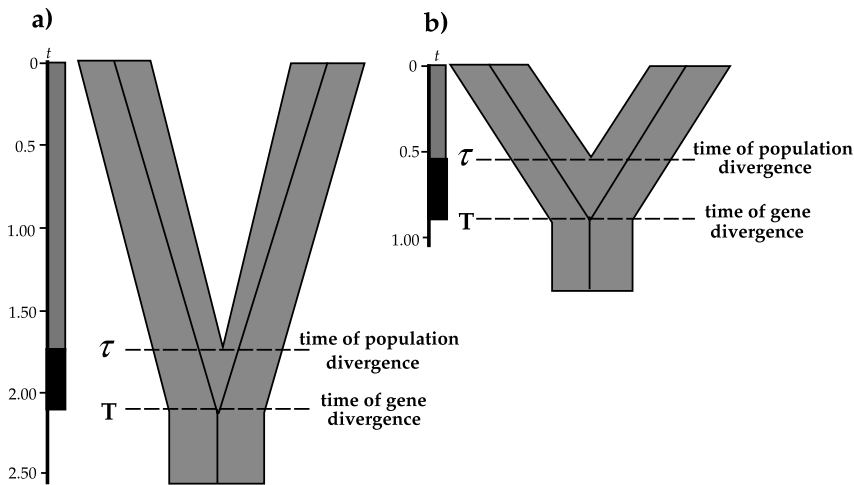 a)
t
0
0.5
1.00
1.50
τ
time of population
divergence
2.00
T
time of gene
divergence
2.50
b)
t
0
0.5
τ
time of population
divergence
T
time of gene
divergence
1.00